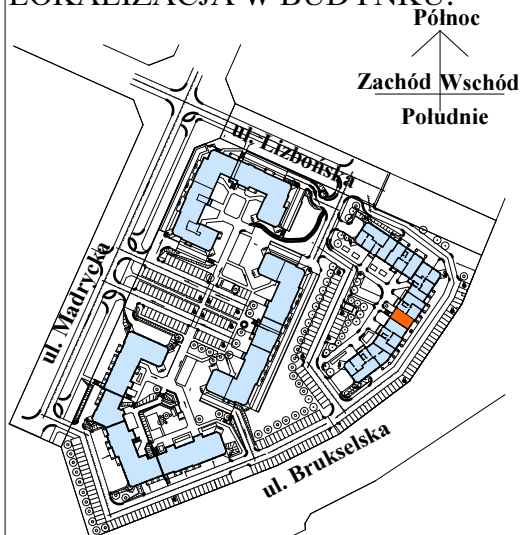 LOKALIZACJA W BUDYNKU:
Północ
Zachód Wschód
Południe
ul. Lizbońska
ul. Madrycka
ul. Brukselska